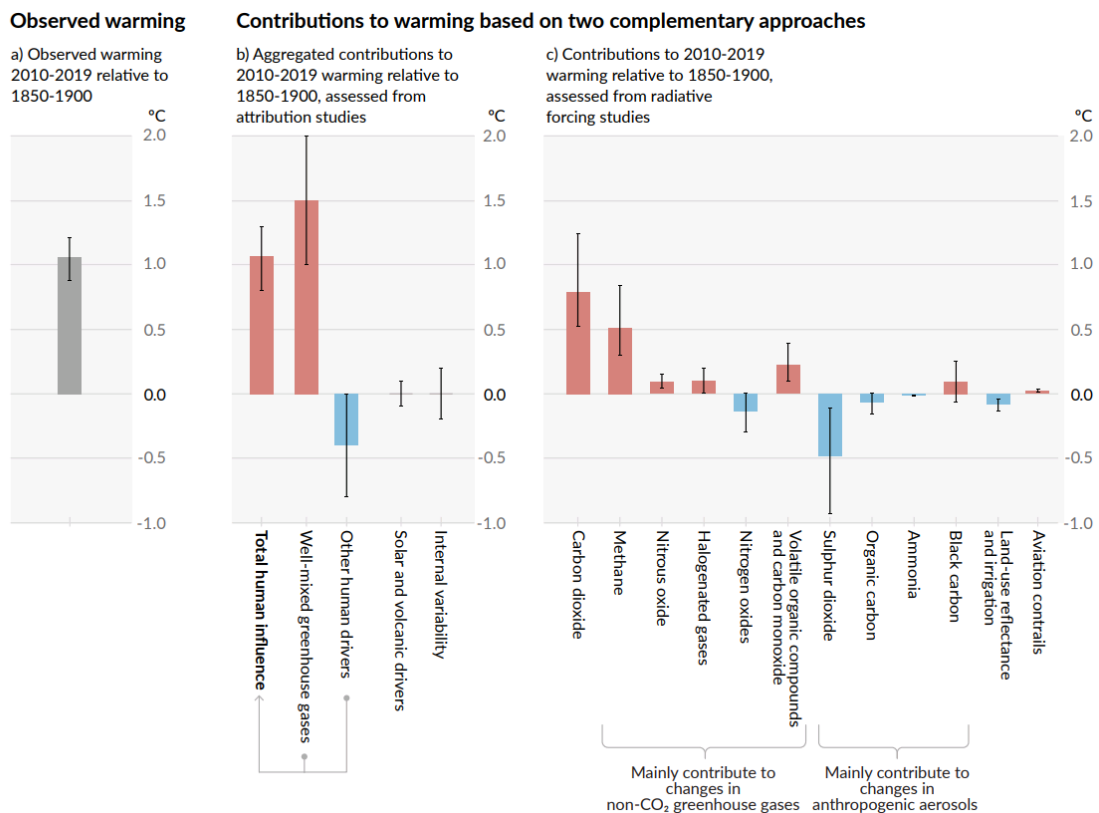 Observed warming
Contributions to warming based on two complementary approaches
a) Observed warming
2010-2019 relative to
1850-1900
b) Aggregated contributions to
2010-2019 warming relative to
1850-1900, assessed from
attribution studies
c) Contributions to 2010-2019
warming relative to 1850-1900,
assessed from radiative
forcing studies
ºC
2.0
1.5
1.0
0.5
0.0
-0.5
-1.0
ºC
2.0
1.5
1.0
0.5
0.0
-0.5
-1.0
ºC
2.0
1.5
1.0
0.5
0.0
-0.5
-1.0
Total human influence
Well-mixed greenhouse gases
Other human drivers
Solar and volcanic drivers
Internal variability
Carbon dioxide
Methane
Nitrous oxide
Halogenated gases
Nitrogen oxides
Volatile organic compounds
and carbon monoxide
Sulphur dioxide
Organic carbon
Ammonia
Black carbon
Land-use reflectance
and irrigation
Aviation contrails
Mainly contribute to
changes in
non-CO₂ greenhouse gases
Mainly contribute to
changes in
anthropogenic aerosols